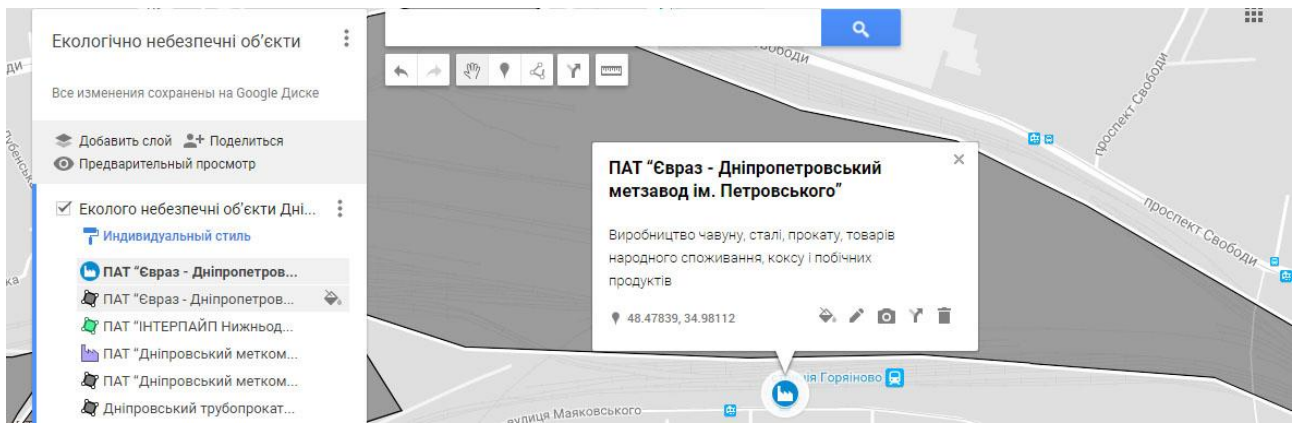 Екологічно небезпечні об’єкти
Все изменения сохранены на Google Диске
Добавить слой
Поделиться
Предварительный просмотр
Еколого небезпечні об’єкти Дні...
Индивидуальный стиль
ПАТ “Євраз - Дніпропетров...
ПАТ “Євраз - Дніпропетров...
ПАТ “ІНТЕРПАЙП Нижньод...
ПАТ “Дніпровський метком...
ПАТ “Дніпровський метком...
Дніпровський трубопрокат...
проспект Свободи
проспект Свободи
ПАТ “Євраз - Дніпропетровський
метзавод ім. Петровського”
Виробництво чавуну, сталі, прокату, товарів
народного споживання, коксу і побічних
продуктів
48.47839, 34.98112
Горяіново
вулиця Маяковського